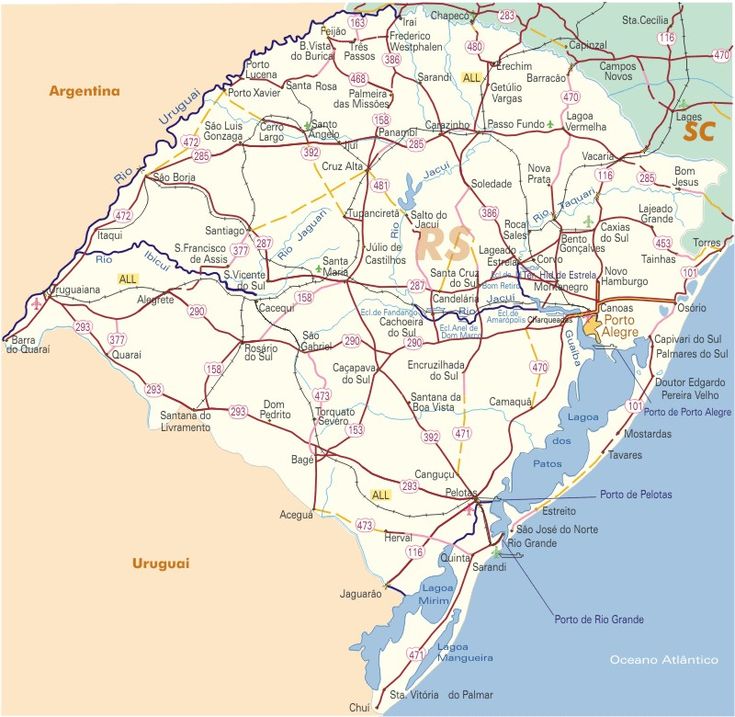 Chapecó
283
Sta.Cecília
163
Iraí
116
Feijão
Frederico
Westphalen
480
Capinzal
470
B.Vista
do Burica
Três
Passos
386
Erechim
Campos
Novos
Porto
Lucena
Sarandi
ALL
Barracão
468
Getúlio
Vargas
470
Argentina
Porto Xavier
Santa Rosa
Palmeira
das Missões
Uruguai
158
Lages
SC
São Luis
Gonzaga
Cerro
Largo
Santo
Angelo
Panambi
Carazinho
Passo Fundo
Lagoa
Vermelha
472
285
392
Ijuí
285
285
116
Vacaria
Rio
Cruz Alta
Jacuí
Nova
Prata
Bom
Jesus
São Borja
481
Soledade
Rio
Taquari
472
Rio Jaguari
Tupanciretã
Salto do
Jacuí
386
Roca
Sales
Lajeado
Grande
Itaqui
Santiago
Rio
RS
Caxias
do Sul
Bento
Gonçalves
453
Torres
S.Francisco
de Assis
377
287
Júlio de
Castilhos
Lageado
Estrela
Corvo
Tainhas
Rio
Ibicuí
Santa
Maria
Santa Cruz
do Sul
Ecl.de
Bom Retiro
Ter. Hid de Estrela
Novo
Hamburgo
101
ALL
S.Vicente
do Sul
287
Montenegro
Uruguaiana
Alegrete
158
Candelária
Jacuí
Cacequi
Ecl.de Fandango
Rio
Ecl.de
Amarópolis
Charqueadas
Canoas
Osório
293
290
Cachoeira
do Sul
Ecl.Anel de
Dom Marco
Porto
Alegre
Barra
do Quaraí
377
Quaraí
São
Gabriel
290
290
Guaíba
Capivari do Sul
Palmares do Sul
158
Rosário
do Sul
Caçapava
do Sul
Encruzilhada
do Sul
470
Doutor Edgardo
Pereira Velho
293
473
101
Porto de Porto Alegre
Santana do
Livramento
293
Dom
Pedrito
Torquato
Severo
Santana da
Boa Vista
Camaquã
Lagoa
dos
Patos
153
392
471
Mostardas
Tavares
Bagé
Canguçu
293
ALL
Pelotas
Porto de Pelotas
Aceguá
Estreito
473
Herval
São José do Norte
Rio Grande
Uruguai
116
Quinta
Sarandi
Jaguarão
Lagoa
Mirim
Porto de Rio Grande
471
Lagoa
Mangueira
Oceano Atlântico
Sta. Vitória do Palmar
Chuí